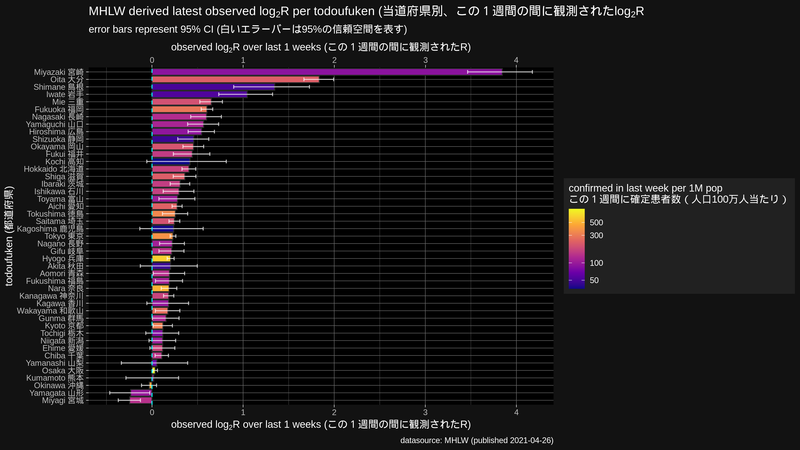 MHLW derived latest observed log₂R per todoufuken (当道府県別、この１週間の間に観測されたlog₂R
error bars represent 95% CI (白いエラーバーは95%の信頼空間を表す)
observed log₂R over last 1 weeks (この１週間の間に観測されたR)
0 1 2 3 4
todoufuken (都道府県)
Miyazaki 宮崎
Oita 大分
Shimane 島根
Iwate 岩手
Mie 三重
Fukuoka 福岡
Nagasaki 長崎
Yamaguchi 山口
Hiroshima 広島
Shizuoka 静岡
Okayama 岡山
Fukui 福井
Kochi 高知
Hokkaido 北海道
Shiga 滋賀
Ibaraki 茨城
Ishikawa 石川
Toyama 富山
Aichi 愛知
Tokushima 徳島
Saitama 埼玉
Kagoshima 鹿児島
Tokyo 東京
Nagano 長野
Gifu 岐阜
Hyogo 兵庫
Akita 秋田
Aomori 青森
Fukushima 福島
Nara 奈良
Kanagawa 神奈川
Kagawa 香川
Wakayama 和歌山
Gunma 群馬
Kyoto 京都
Tochigi 栃木
Niigata 新潟
Ehime 愛媛
Chiba 千葉
Yamanashi 山梨
Osaka 大阪
Kumamoto 熊本
Okinawa 沖縄
Yamagata 山形
Miyagi 宮城
0 1 2 3 4
observed log₂R over last 1 weeks (この１週間の間に観測されたR)
datasource: MHLW (published 2021-04-26)
confirmed in last week per 1M pop
この１週間に確定患者数（人口100万人当たり）
500
300
100
50